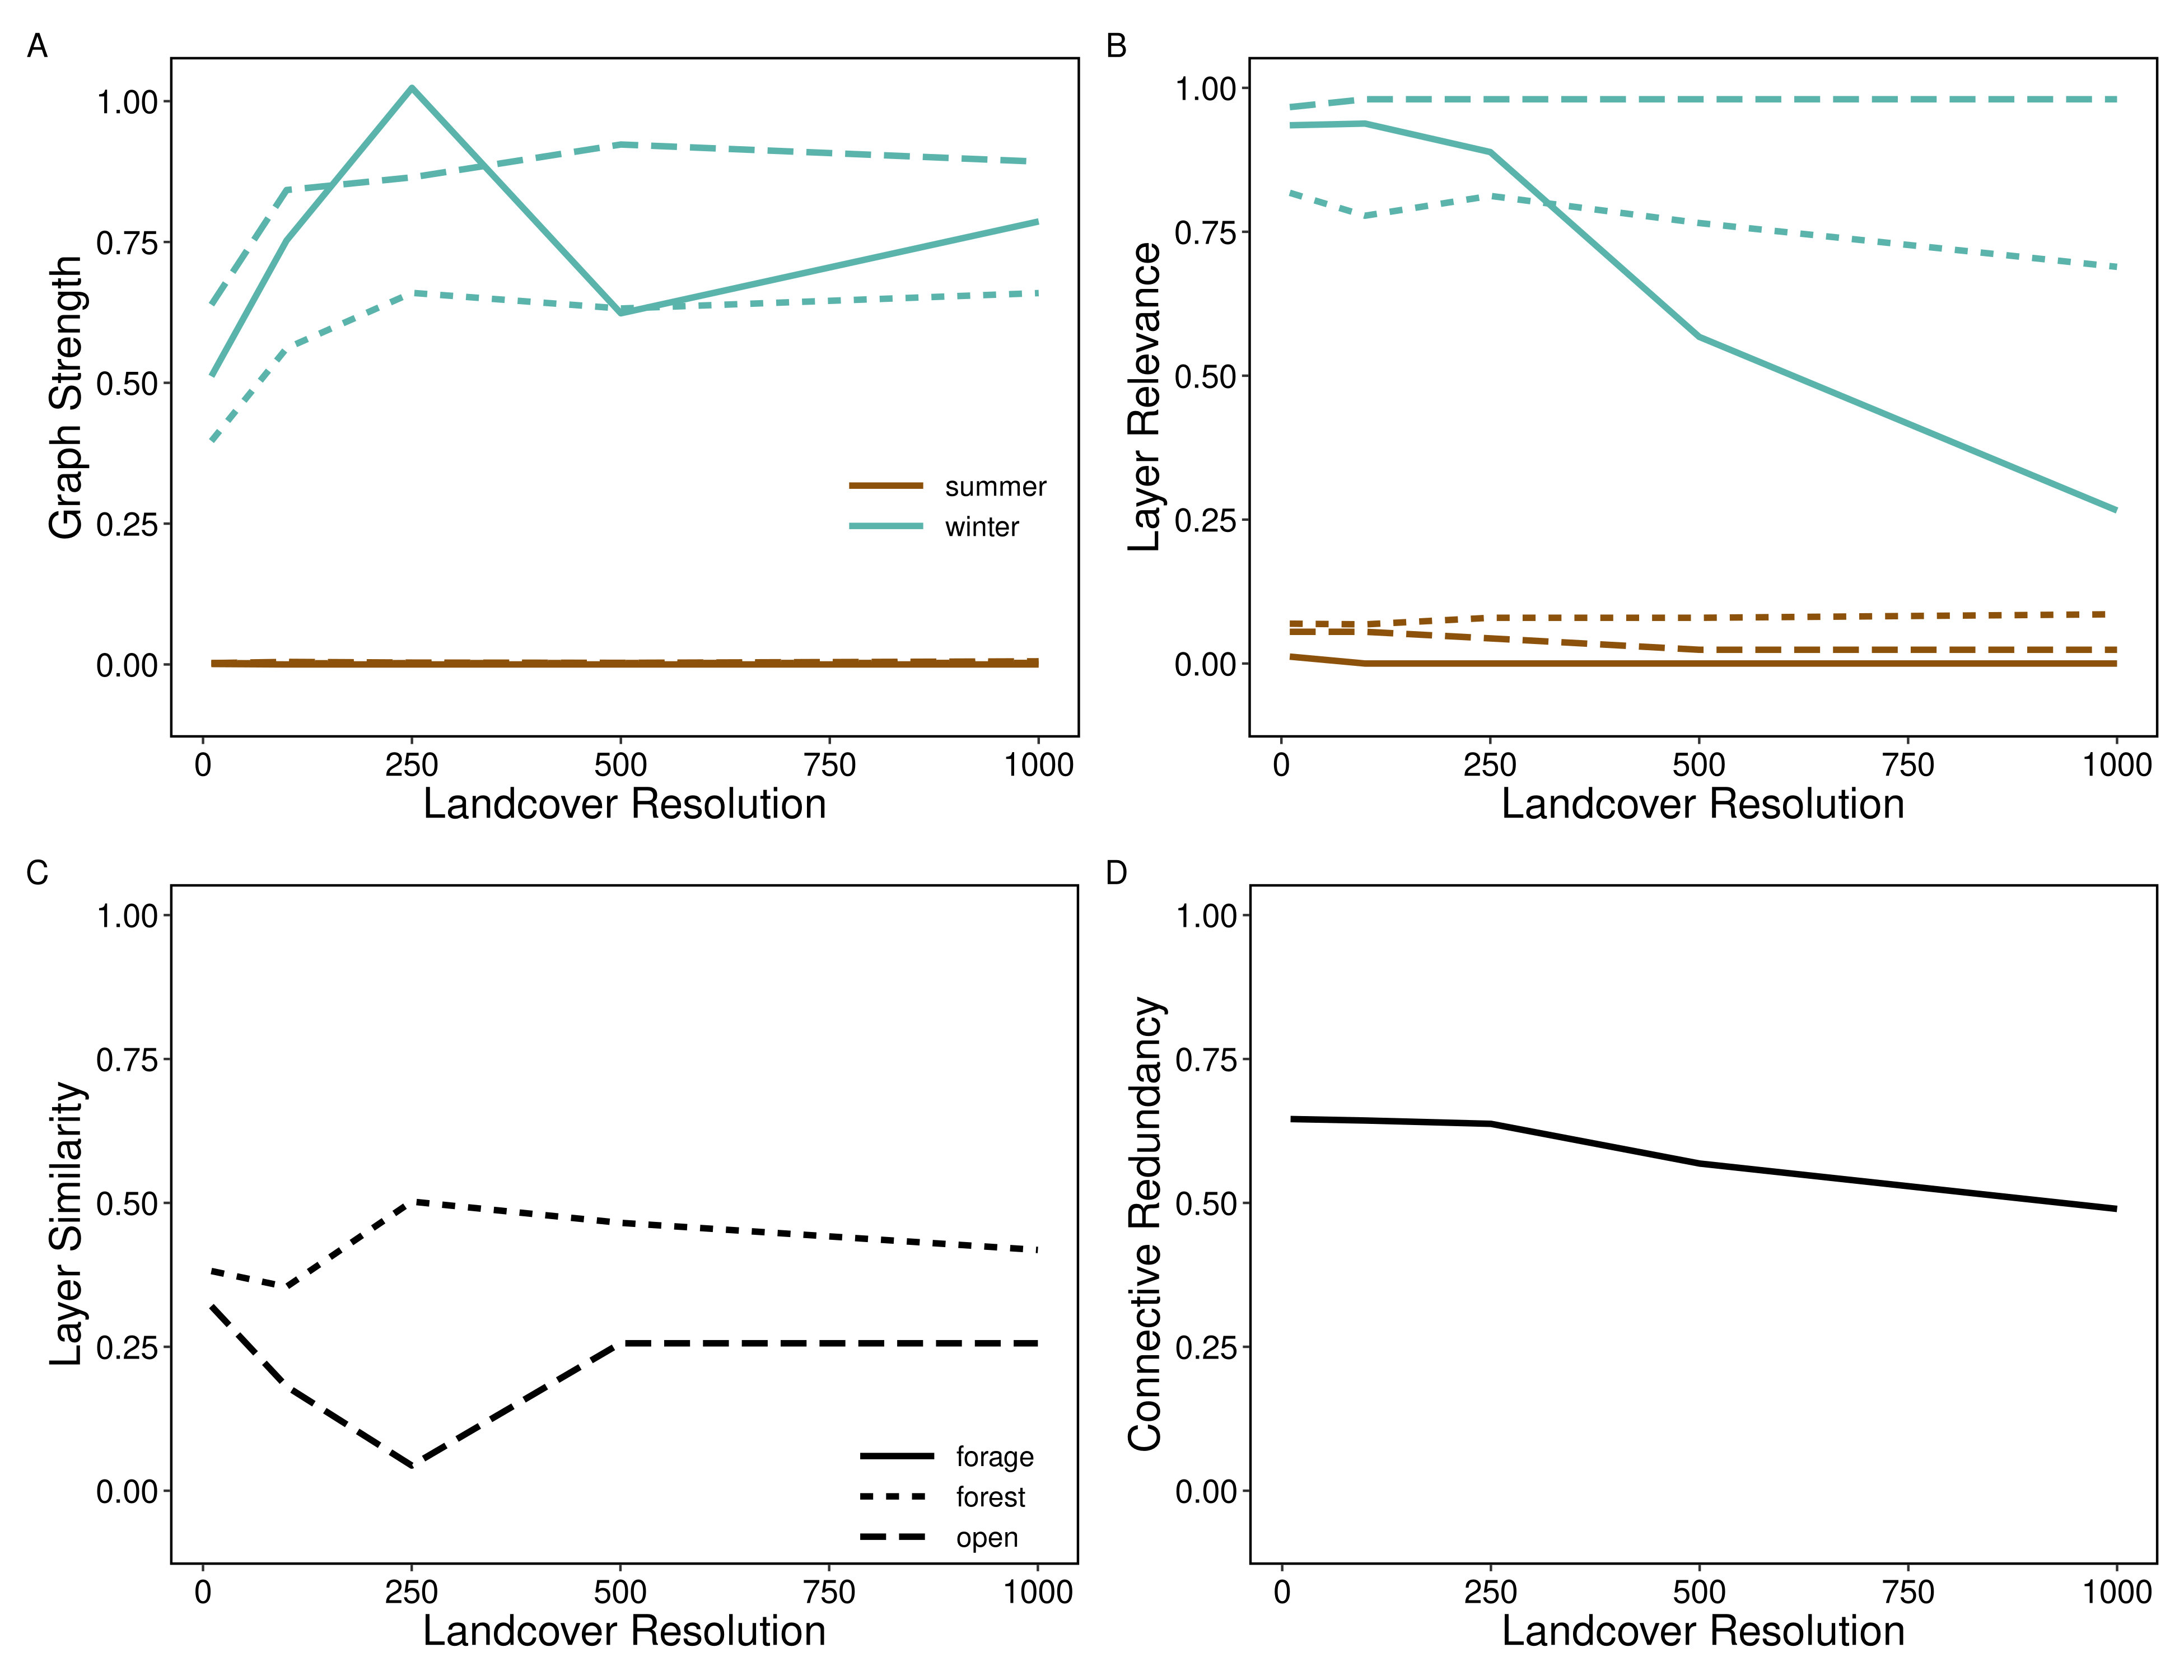 A
Graph Strength
1.00
0.75
0.50
0.25
0.00
summer
winter
0 250 500 750 1000
Landcover Resolution
B
Layer Relevance
1.00
0.75
0.50
0.25
0.00
0 250 500 750 1000
Landcover Resolution
C
Layer Similarity
1.00
0.75
0.50
0.25
0.00
forage
forest
open
0 250 500 750 1000
Landcover Resolution
D
Connective Redundancy
1.00
0.75
0.50
0.25
0.00
0 250 500 750 1000
Landcover Resolution